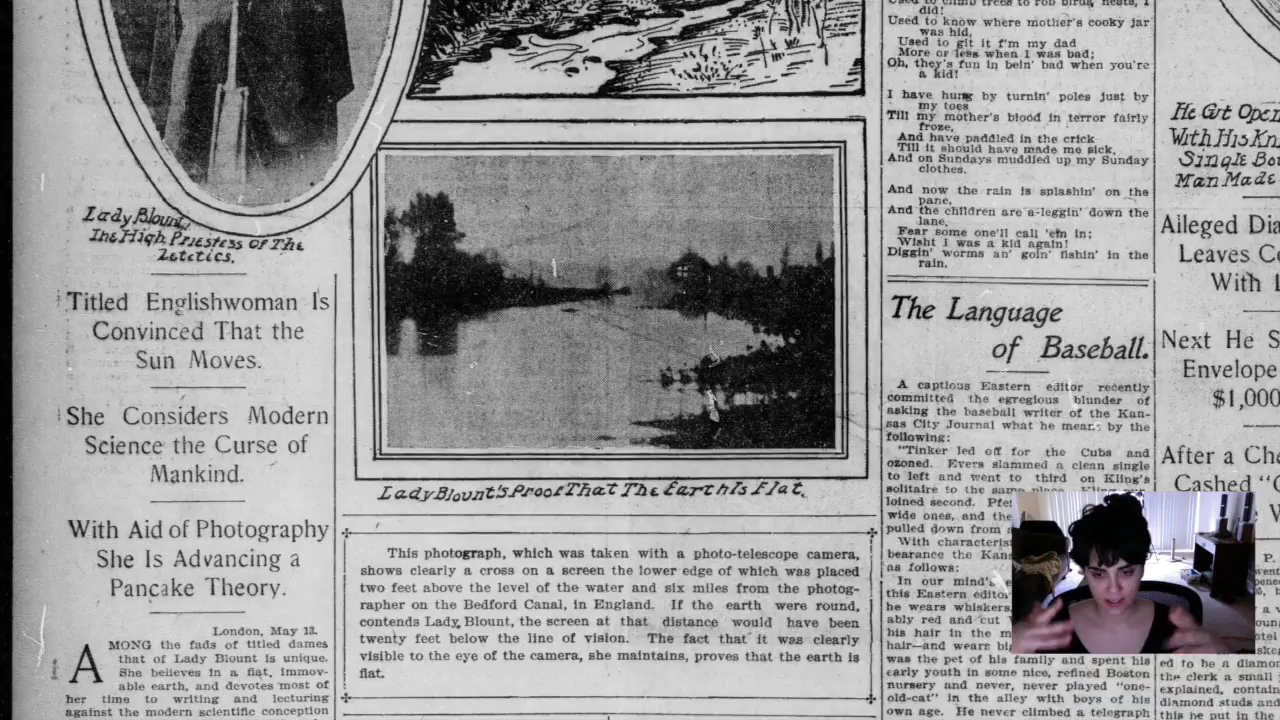 Lady Blount,
The High Priestess Of The
Zetetics.
Titled Englishwoman Is
Convinced That the
Sun Moves.
She Considers Modern
Science the Curse of
Mankind.
With Aid of Photography
She Is Advancing a
Pancake Theory.
London, May 13.
AMONG the fads of titled dames
that of Lady Blount is unique.
She believes in a flat, immov-
able earth, and devotes most of
her time to writing and lecturing
against the modern scientific conception
Lady Blount's Proof That The Earth Is Flat.
This photograph, which was taken with a photo-telescope camera,
shows clearly a cross on a screen the lower edge of which was placed
two feet above the level of the water and six miles from the photog-
rapher on the Bedford Canal, in England. If the earth were round,
contends Lady Blount, the screen at that distance would have been
twenty feet below the line of vision. The fact that it was clearly
visible to the eye of the camera, she maintains, proves that the earth is
flat.
Used to climb trees to rob birds' nests, I
did!
Used to know where mother's cooky jar
was hid,
Used to git it f'm my dad
More or less when I was bad;
Oh, they's fun in bein' bad when you're
a kid!
I have hung by turnin' poles just by
my toes
Till my mother's blood in terror fairly
froze,
And have paddled in the crick
Till it should have made me sick,
And on Sundays muddied up my Sunday
clothes.
And now the rain is splashin' on the
pane,
And the children are a-leggin' down the
lane,
Fear some one'll call 'em in;
Wisht I was a kid again!
Diggin' worms an' goin' fishin' in the
rain.
The Language
of Baseball.
A captious Eastern editor recently
committed the egregious blunder of
asking the baseball writer of the Kan-
sas City Journal what he meant by the
following:
"Tinker led off for the Cubs and
ozoned. Evers slammed a clean single
to left and went to third on Kling's
solitaire to the same place. Kling pur-
loined second.
wide ones, and the
pulled down from
With
bearance the Kans
as follows:
In our mind's
this Eastern editor
he wears whiskers,
ably red and cut
his hair in the m
hair—and wears
was the pet of his family and spent his
early youth in some nice, refined Boston
nursery and never, never played "one-
old-cat" in the alley with boys of his
own age. He never climbed a telegraph
He Cut Open
With His Kn
Single Bo
Man Made
Alleged Dia
Leaves Co
With
Next He S
Envelope
$1,000
After a Che
Cashed "C
W
ed to be a diamon
the clerk a small
explained, contain
diamond studs and
this he put in the